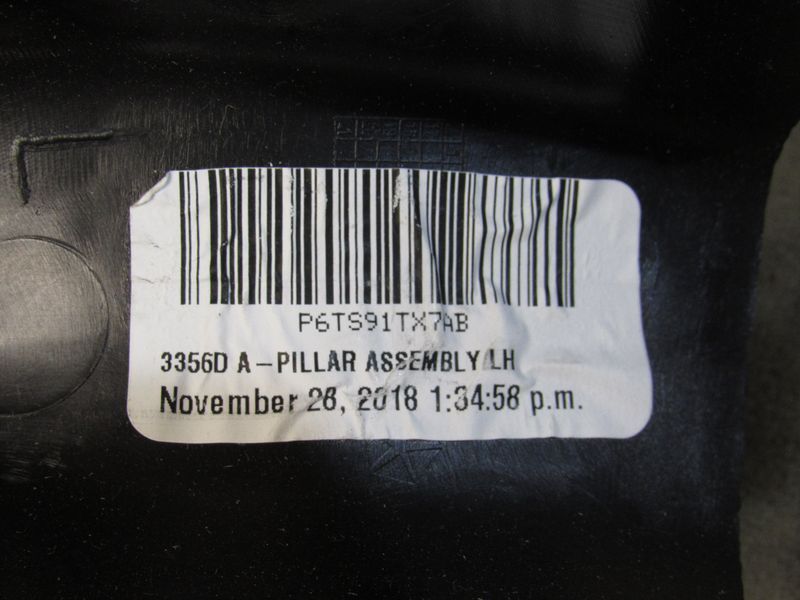 P6TS91TX7AB
3356D A-PILLAR ASSEMBLY LH
November 26, 2018 1:34:58 p.m.